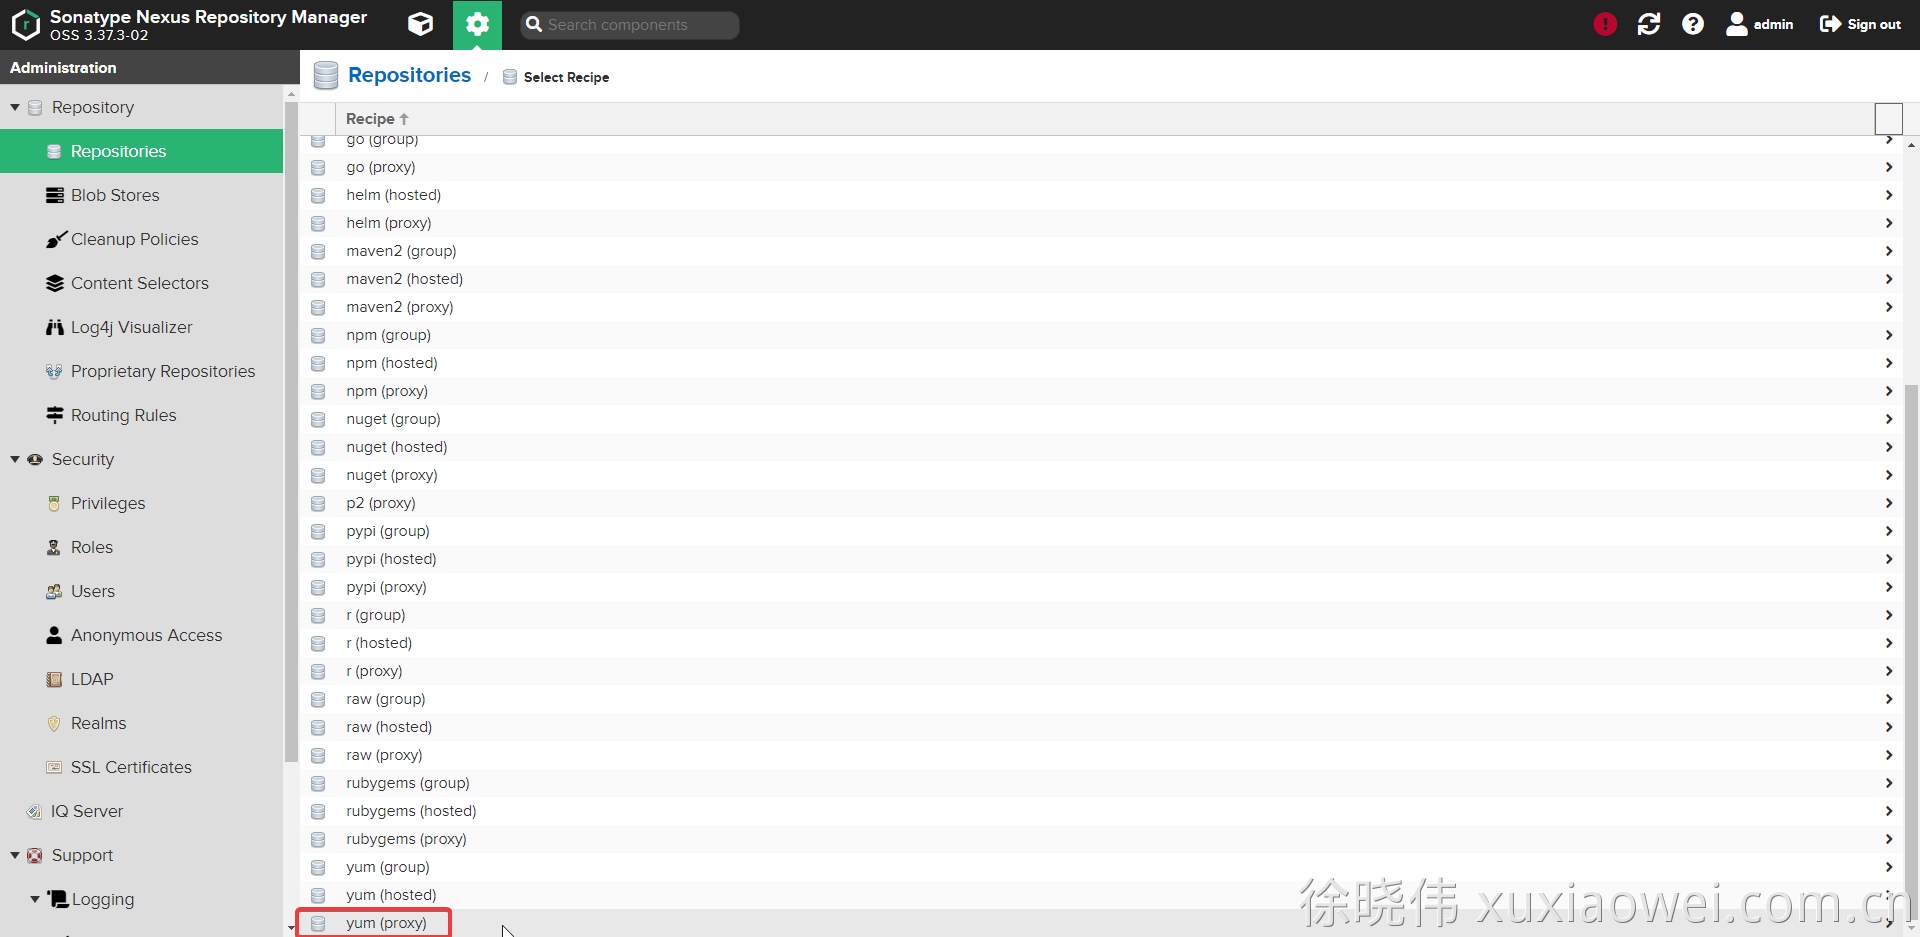 Sonatype Nexus Repository Manager
OSS 3.37.3-02
Search components
admin
Sign out
Administration
Repository
Repositories
Blob Stores
Cleanup Policies
Content Selectors
Log4j Visualizer
Proprietary Repositories
Routing Rules
Security
Privileges
Roles
Users
Anonymous Access
LDAP
Realms
SSL Certificates
IQ Server
Support
Logging
Repositories / Select Recipe
Recipe
go (group)
go (proxy)
helm (hosted)
helm (proxy)
maven2 (group)
maven2 (hosted)
maven2 (proxy)
npm (group)
npm (hosted)
npm (proxy)
nuget (group)
nuget (hosted)
nuget (proxy)
p2 (proxy)
pypi (group)
pypi (hosted)
pypi (proxy)
r (group)
r (hosted)
r (proxy)
raw (group)
raw (hosted)
raw (proxy)
rubygems (group)
rubygems (hosted)
rubygems (proxy)
yum (group)
yum (hosted)
yum (proxy)
徐晓伟 xuxiaowei.com.cn